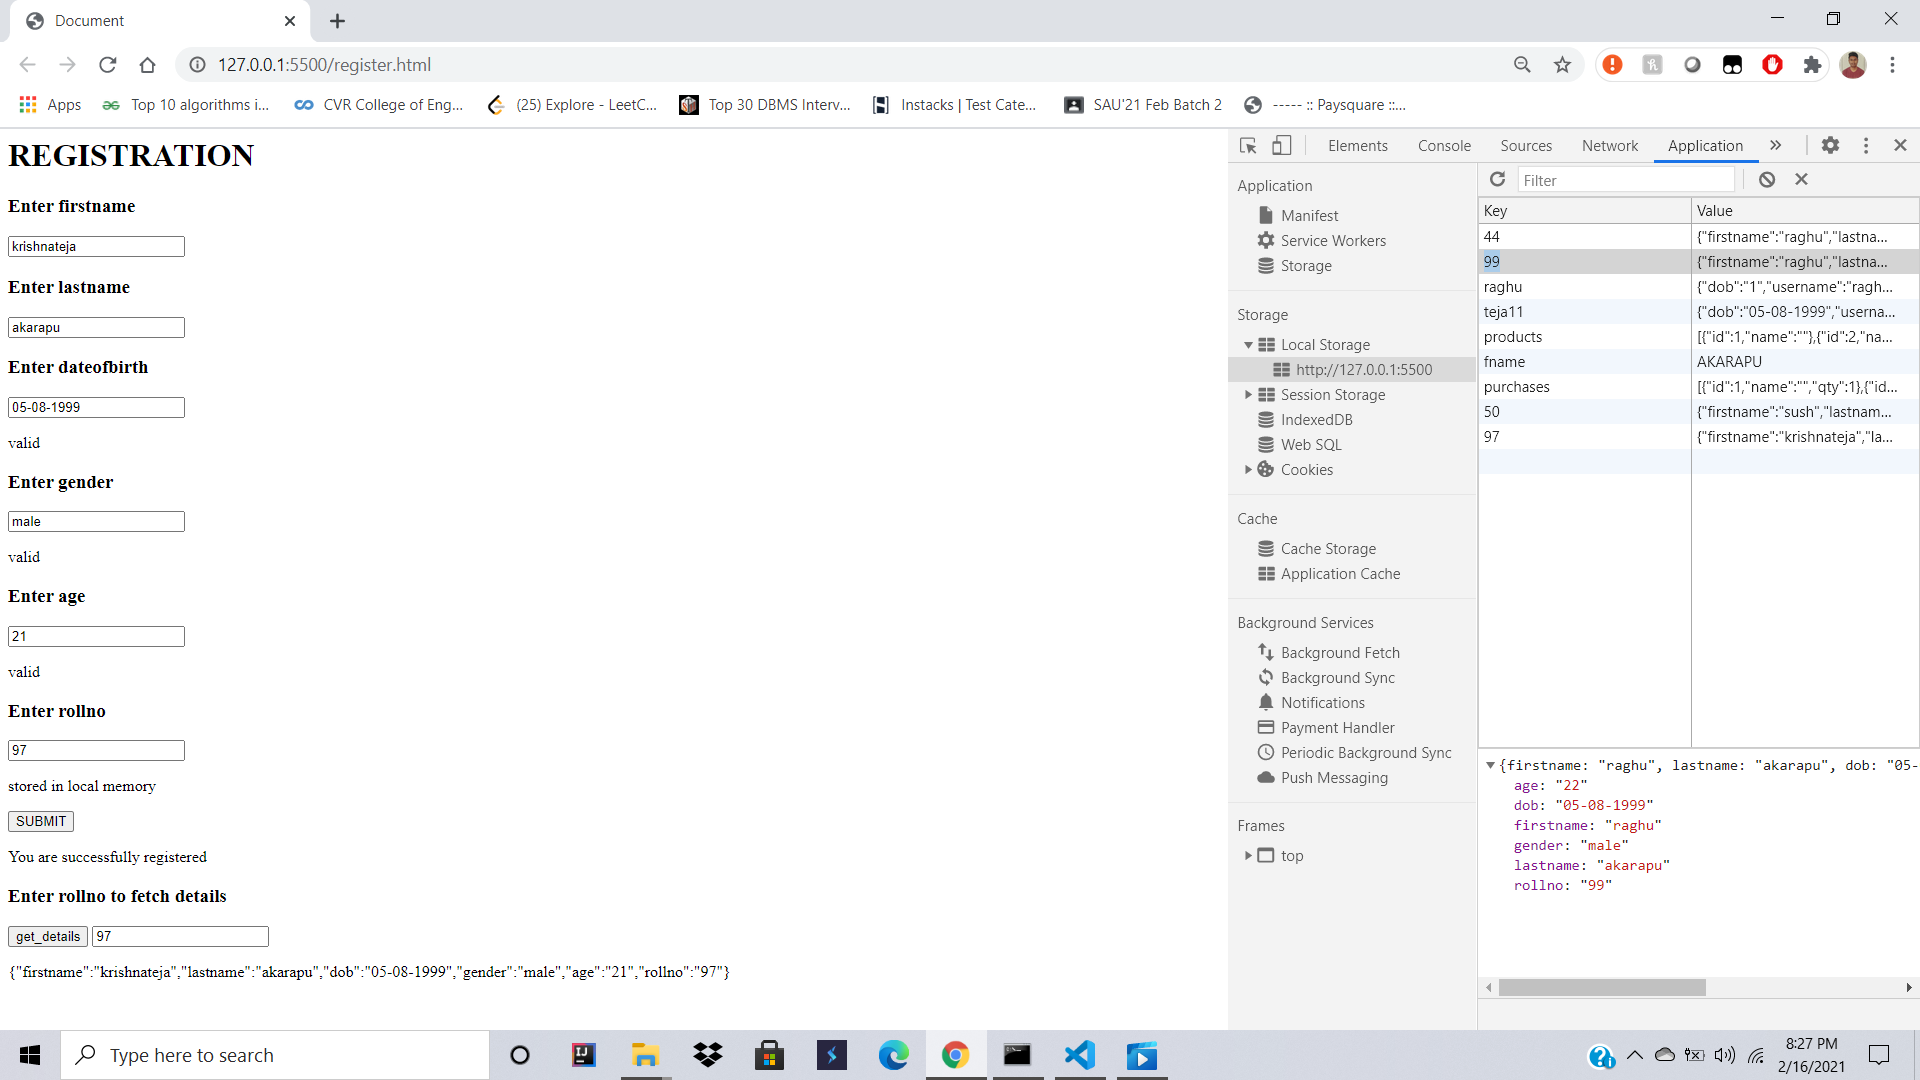 Document
127.0.0.1:5500/register.html
Apps
Top 10 algorithms i...
CVR College of Eng...
(25) Explore - LeetC...
Top 30 DBMS Interv...
Instacks | Test Cate...
SAU'21 Feb Batch 2
----- :: Paysquare ::...
REGISTRATION
Enter firstname
krishnateja
Enter lastname
akarapu
Enter dateofbirth
05-08-1999
valid
Enter gender
male
valid
Enter age
21
valid
Enter rollno
97
stored in local memory
SUBMIT
You are successfully registered
Enter rollno to fetch details
get_details 97
{"firstname":"krishnateja","lastname":"akarapu","dob":"05-08-1999","gender":"male","age":"21","rollno":"97"}
Elements Console Sources Network Application
Application
Manifest
Service Workers
Storage
Storage
Local Storage
http://127.0.0.1:5500
Session Storage
IndexedDB
Web SQL
Cookies
Cache
Cache Storage
Application Cache
Background Services
Background Fetch
Background Sync
Notifications
Payment Handler
Periodic Background Sync
Push Messaging
Frames
top
Filter
Key Value
44 {"firstname":"raghu","lastna...
99 {"firstname":"raghu","lastna...
raghu {"dob":"1","username":"ragh...
teja11 {"dob":"05-08-1999","userna...
products [{"id":1,"name":""},{"id":2,"na...
fname AKARAPU
purchases [{"id":1,"name":"","qty":1},{"id...
50 {"firstname":"sush","lastnam...
97 {"firstname":"krishnateja","la...
{firstname: "raghu", lastname: "akarapu", dob: "05-
age: "22"
dob: "05-08-1999"
firstname: "raghu"
gender: "male"
lastname: "akarapu"
rollno: "99"
Type here to search
8:27 PM
2/16/2021